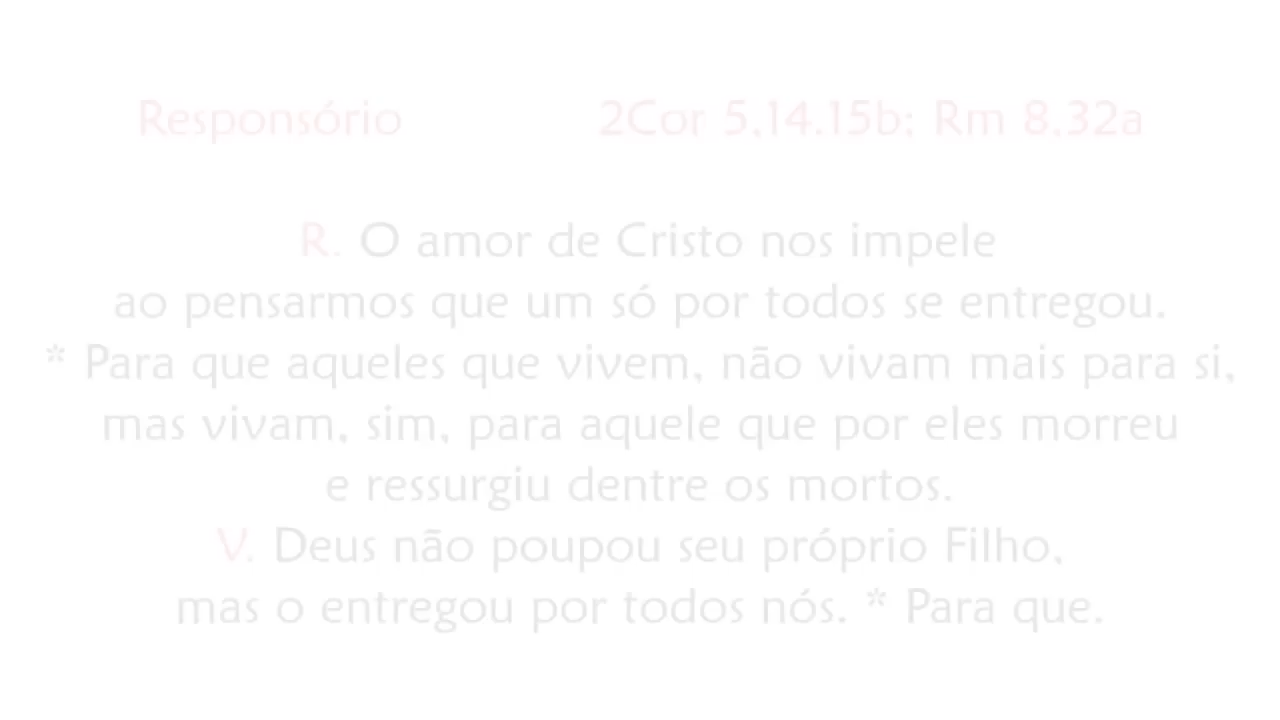 Responsório 2Cor 5,14.15b; Rm 8,32a
R. O amor de Cristo nos impele
ao pensarmos que um só por todos se entregou.
* Para que aqueles que vivem, não vivam mais para si,
mas vivam, sim, para aquele que por eles morreu
e ressurgiu dentre os mortos.
V. Deus não poupou seu próprio Filho,
mas o entregou por todos nós. * Para que.